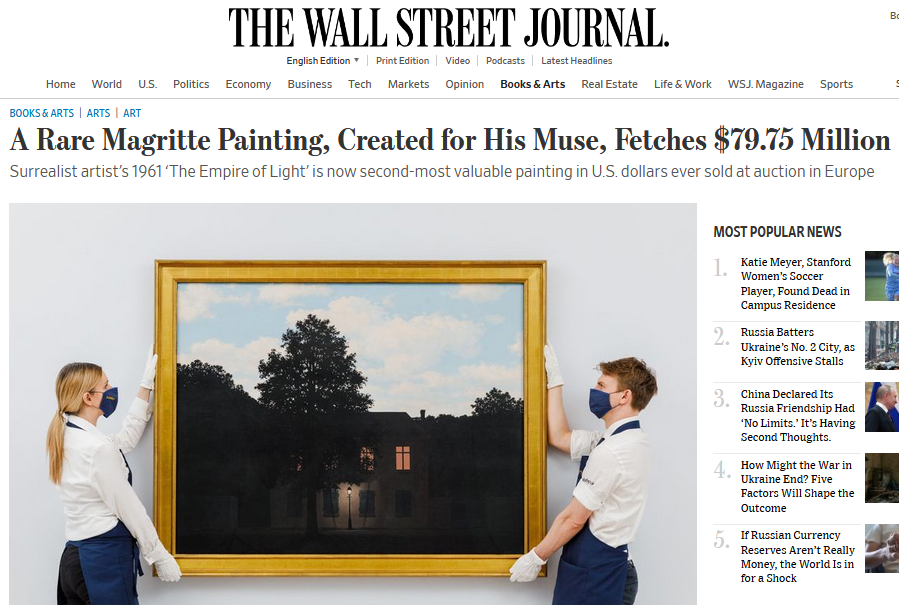 THE WALL STREET JOURNAL.
English Edition ▼ | Print Edition | Video | Podcasts | Latest Headlines
Home World U.S. Politics Economy Business Tech Markets Opinion Books & Arts Real Estate Life & Work WSJ. Magazine Sports
BOOKS & ARTS | ARTS | ART
A Rare Magritte Painting, Created for His Muse, Fetches $79.75 Million
Surrealist artist's 1961 'The Empire of Light' is now second-most valuable painting in U.S. dollars ever sold at auction in Europe
MOST POPULAR NEWS
1. Katie Meyer, Stanford
Women's Soccer
Player, Found Dead in
Campus Residence
2. Russia Batters
Ukraine's No. 2 City, as
Kyiv Offensive Stalls
3. China Declared Its
Russia Friendship Had
'No Limits.' It's Having
Second Thoughts.
4. How Might the War in
Ukraine End? Five
Factors Will Shape the
Outcome
5. If Russian Currency
Reserves Aren't Really
Money, the World Is in
for a Shock